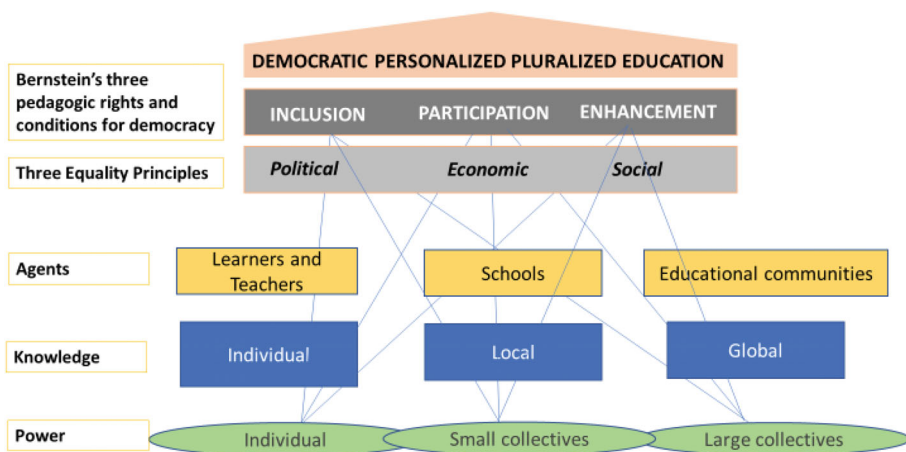 DEMOCRATIC PERSONALIZED PLURALIZED EDUCATION
Bernstein's three
pedagogic rights and
conditions for democracy
INCLUSION PARTICIPATION ENHANCEMENT
Three Equality Principles
Political Economic Social
Agents
Learners and
Teachers
Schools
Educational communities
Knowledge
Individual
Local
Global
Power
Individual
Small collectives
Large collectives